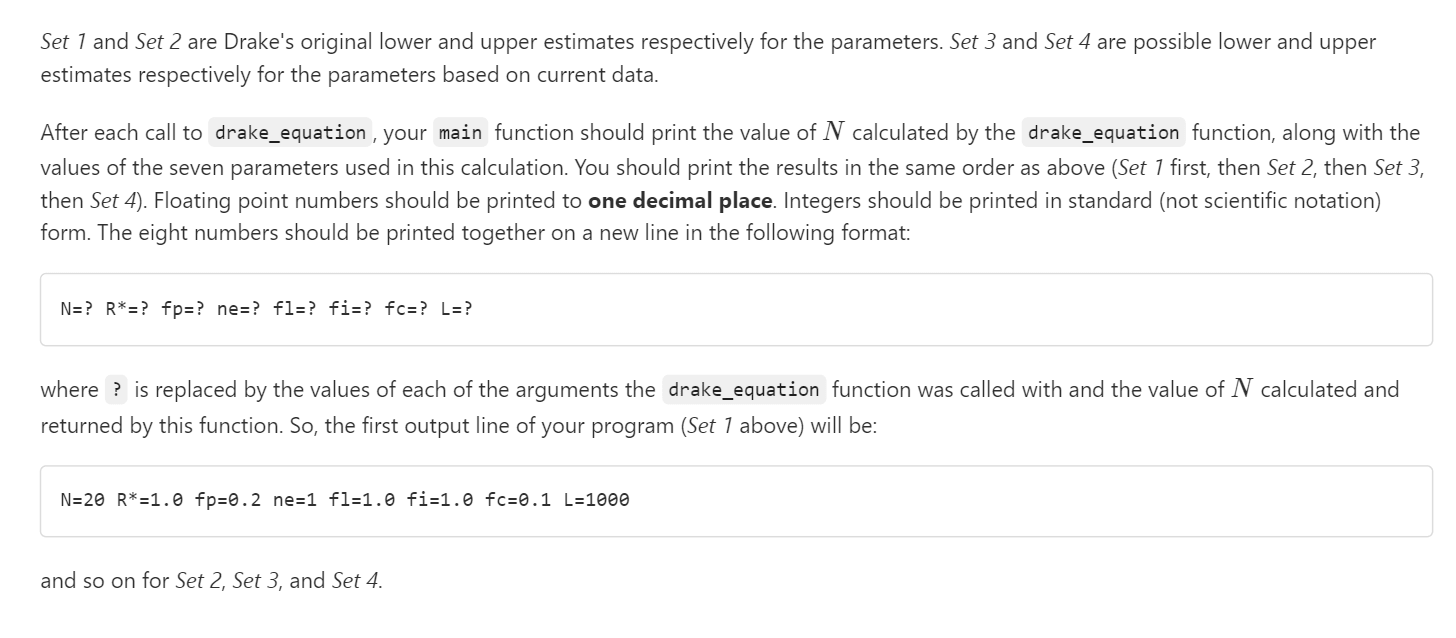 Set 1 and Set 2 are Drake's original lower and upper estimates respectively for the parameters. Set 3 and Set 4 are possible lower and upper
estimates respectively for the parameters based on current data.
After each call to drake_equation , your main function should print the value of N calculated by the drake_equation function, along with the
values of the seven parameters used in this calculation. You should print the results in the same order as above (Set 1 first, then Set 2, then Set 3,
then Set 4). Floating point numbers should be printed to one decimal place. Integers should be printed in standard (not scientific notation)
form. The eight numbers should be printed together on a new line in the following format:
N=? R*=? fp=? ne=? fl=? fi=? fc=? L=?
where ? is replaced by the values of each of the arguments the drake_equation function was called with and the value of N calculated and
returned by this function. So, the first output line of your program (Set 1 above) will be:
N=20 R*=1.0 fp=0.2 ne=1 fl=1.0 fi=1.0 fc=0.1 L=1000
and so on for Set 2, Set 3, and Set 4.